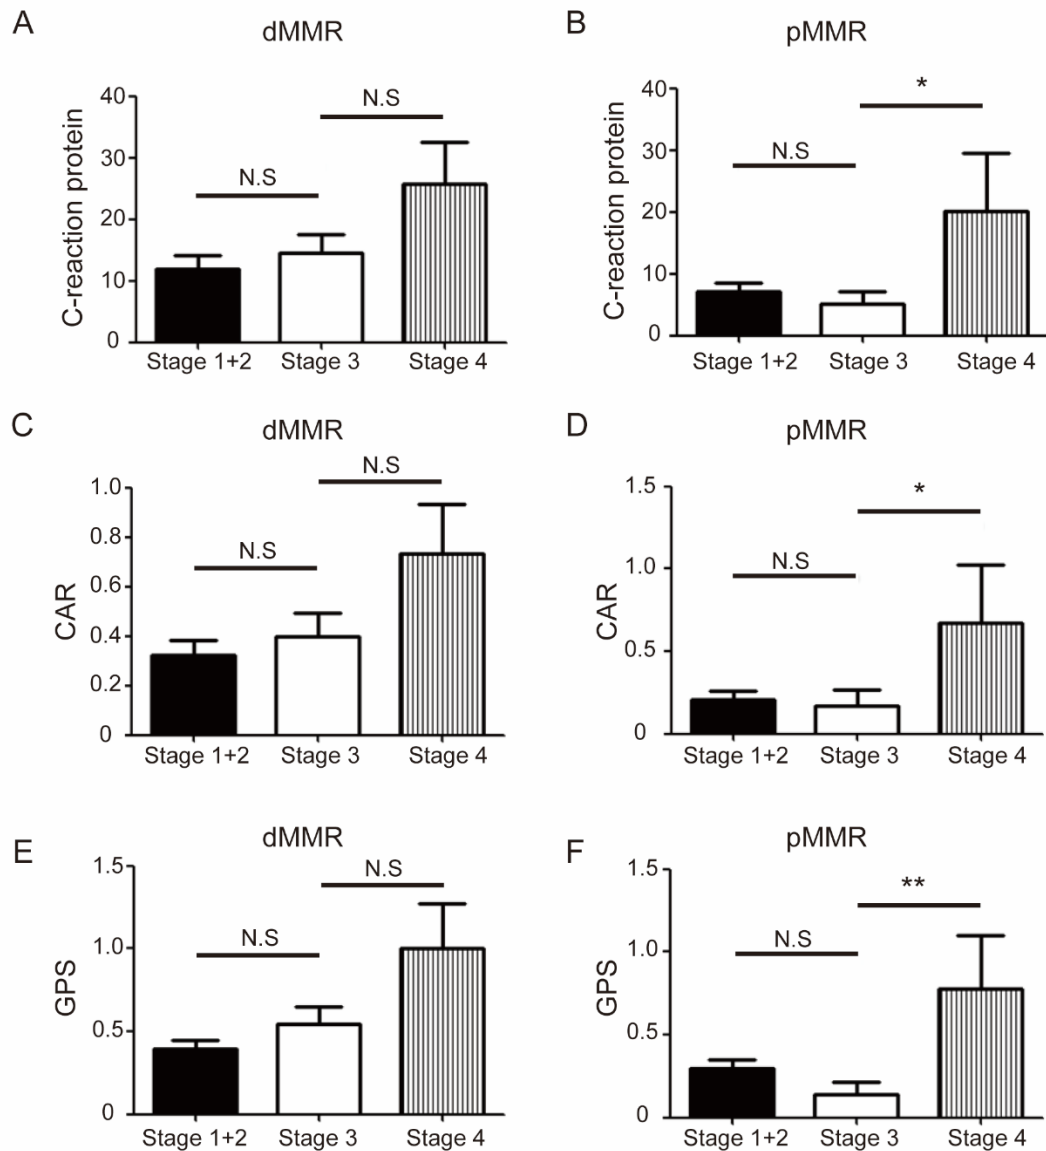 A
dMMR
C-reaction protein
40
30
20
10
0
N.S
N.S
Stage 1+2 Stage 3 Stage 4
B
pMMR
C-reaction protein
40
30
20
10
0
N.S
*
Stage 1+2 Stage 3 Stage 4
C
dMMR
CAR
1.0
0.8
0.6
0.4
0.2
0
N.S
N.S
Stage 1+2 Stage 3 Stage 4
D
pMMR
CAR
1.5
1.0
0.5
0
N.S
*
Stage 1+2 Stage 3 Stage 4
E
dMMR
GPS
1.5
1.0
0.5
0
N.S
N.S
Stage 1+2 Stage 3 Stage 4
F
pMMR
GPS
1.5
1.0
0.5
0
N.S
**
Stage 1+2 Stage 3 Stage 4